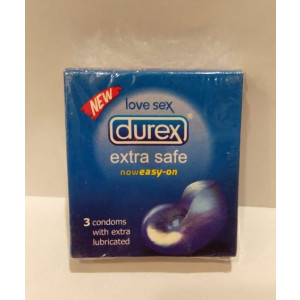 NEW
love sex
durex
extra safe
now easy-on
3 condoms
with extra
lubricated